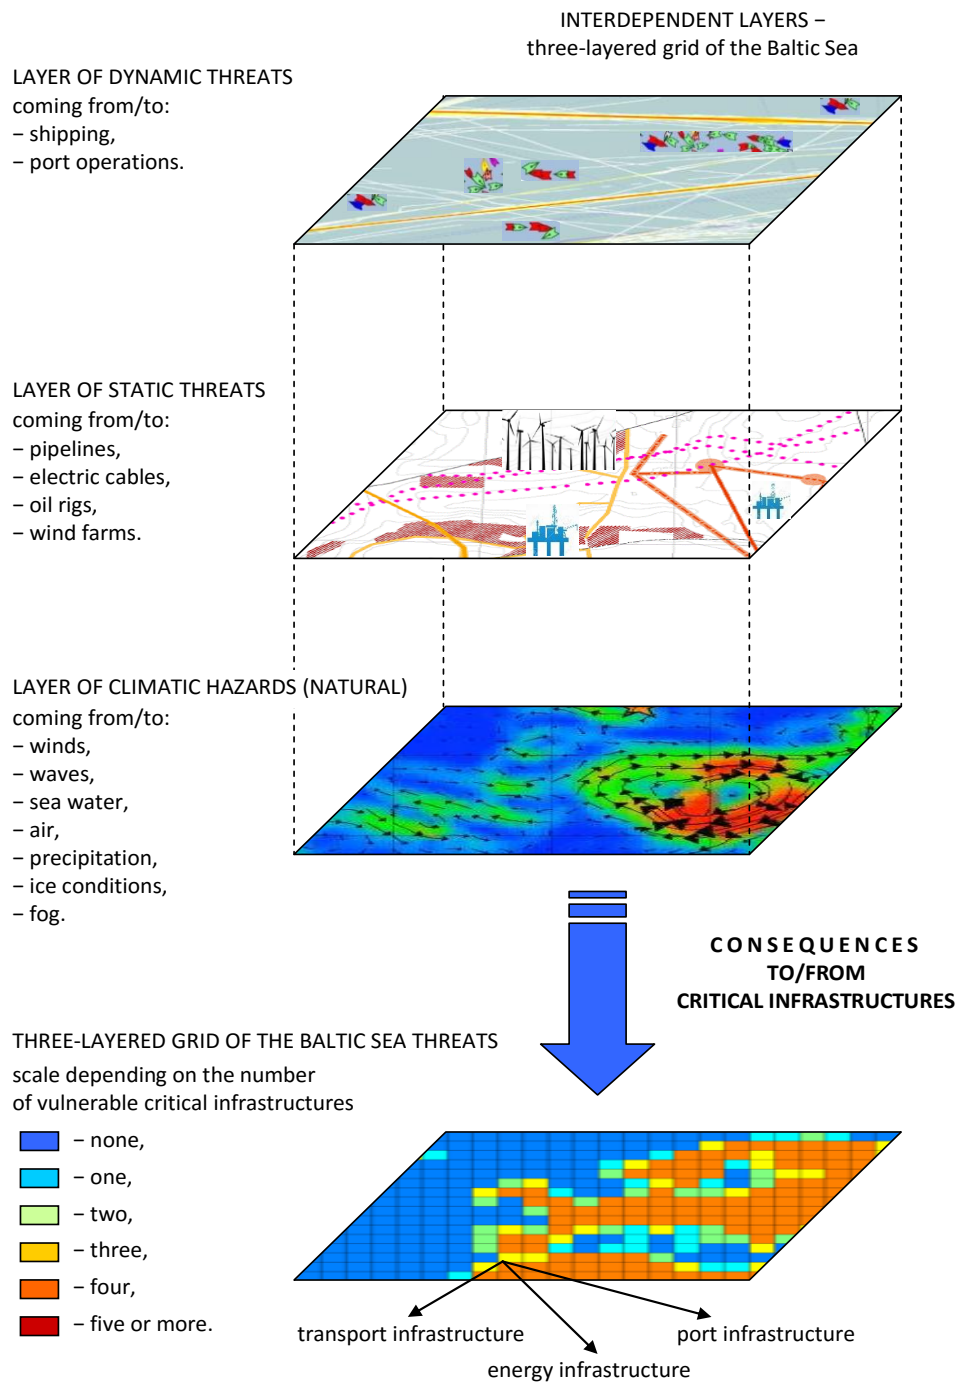 INTERDEPENDENT LAYERS –
three-layered grid of the Baltic Sea
LAYER OF DYNAMIC THREATS
coming from/to:
– shipping,
– port operations.
LAYER OF STATIC THREATS
coming from/to:
– pipelines,
– electric cables,
– oil rigs,
– wind farms.
LAYER OF CLIMATIC HAZARDS (NATURAL)
coming from/to:
– winds,
– waves,
– sea water,
– air,
– precipitation,
– ice conditions,
– fog.
CONSEQUENCES
TO/FROM
CRITICAL INFRASTRUCTURES
THREE-LAYERED GRID OF THE BALTIC SEA THREATS
scale depending on the number
of vulnerable critical infrastructures
– none,
– one,
– two,
– three,
– four,
– five or more.
transport infrastructure
port infrastructure
energy infrastructure